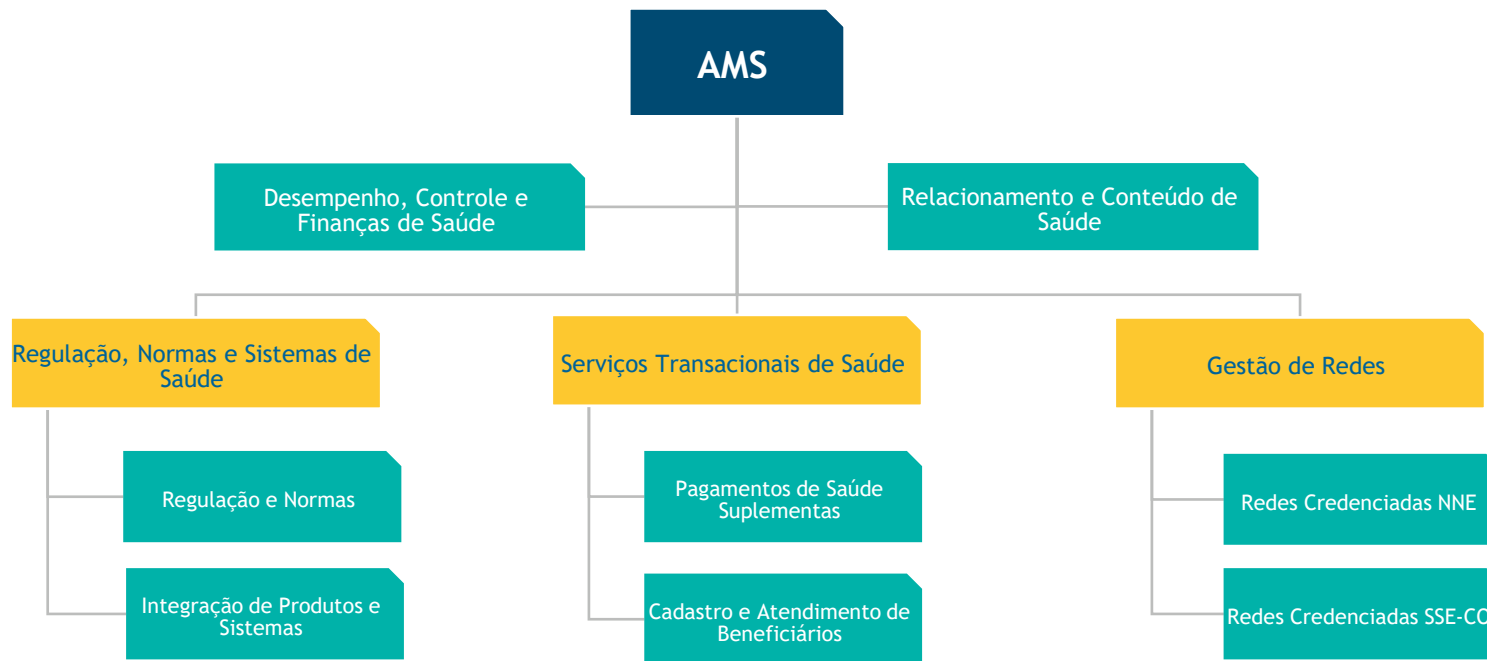 AMS
Desempenho, Controle e
Finanças de Saúde
Relacionamento e Conteúdo de
Saúde
Regulação, Normas e Sistemas de
Saúde
Serviços Transacionais de Saúde
Gestão de Redes
Regulação e Normas
Integração de Produtos e
Sistemas
Pagamentos de Saúde
Suplementas
Cadastro e Atendimento de
Beneficiários
Redes Credenciadas NNE
Redes Credenciadas SSE-CO